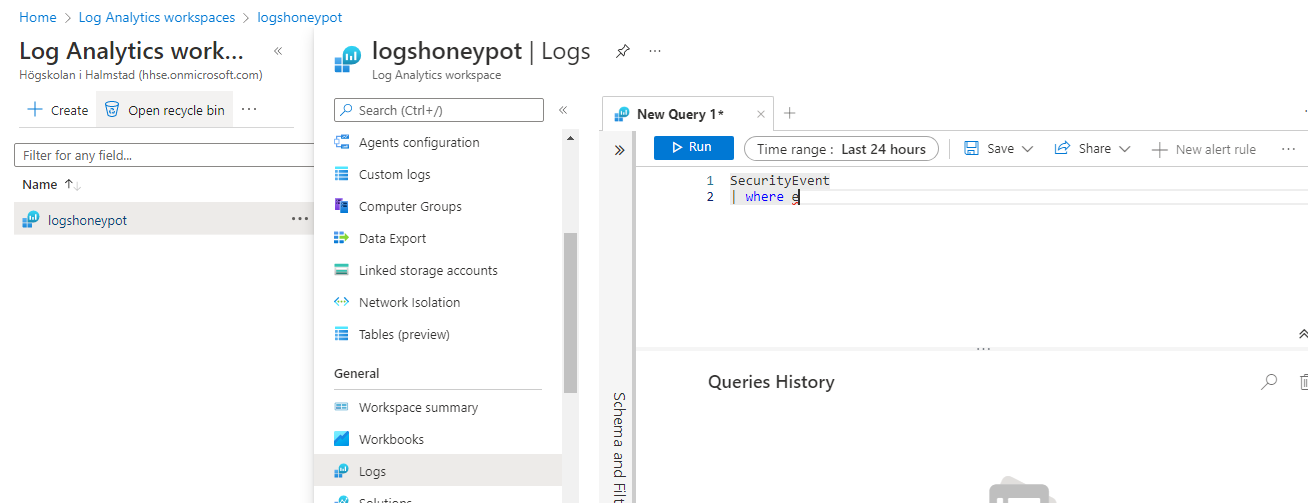 Home > Log Analytics workspaces > logshoneypot
Log Analytics work... «
Högskolan i Halmstad (hhse.onmicrosoft.com)
+ Create Open recycle bin ...
Filter for any field...
Name ↑↓
logshoneypot ...
logshoneypot | Logs ...
Log Analytics workspace
Search (Ctrl+/) «
Agents configuration
Custom logs
Computer Groups
Data Export
Linked storage accounts
Network Isolation
Tables (preview)
General
Workspace summary
Workbooks
Logs
Solutions
New Query 1* × +
» Run Time range : Last 24 hours Save Share + New alert rule ...
1 SecurityEvent
2 | where e
...
Queries History
Schema and Filt